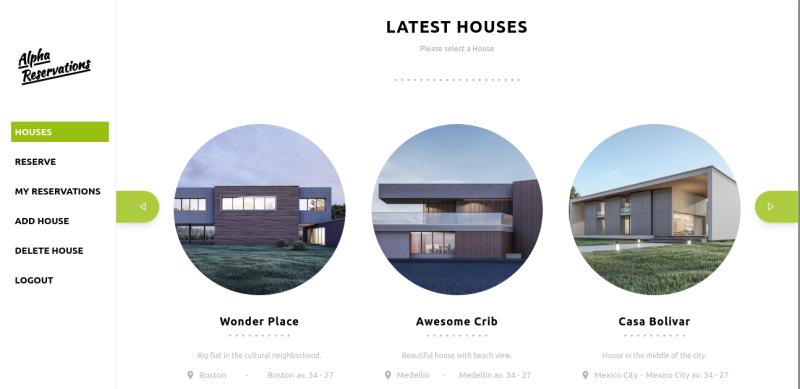 Alpha
Reservations
HOUSES
RESERVE
MY RESERVATIONS
ADD HOUSE
DELETE HOUSE
LOGOUT
LATEST HOUSES
Please select a House
Wonder Place
Big flat in the cultural neighborhood.
Boston - Boston av. 34 - 27
Awesome Crib
Beautiful house with beach view.
Medellin - Medellin av. 34 - 27
Casa Bolivar
House in the middle of the city.
Mexico City - Mexico City av. 34 - 27